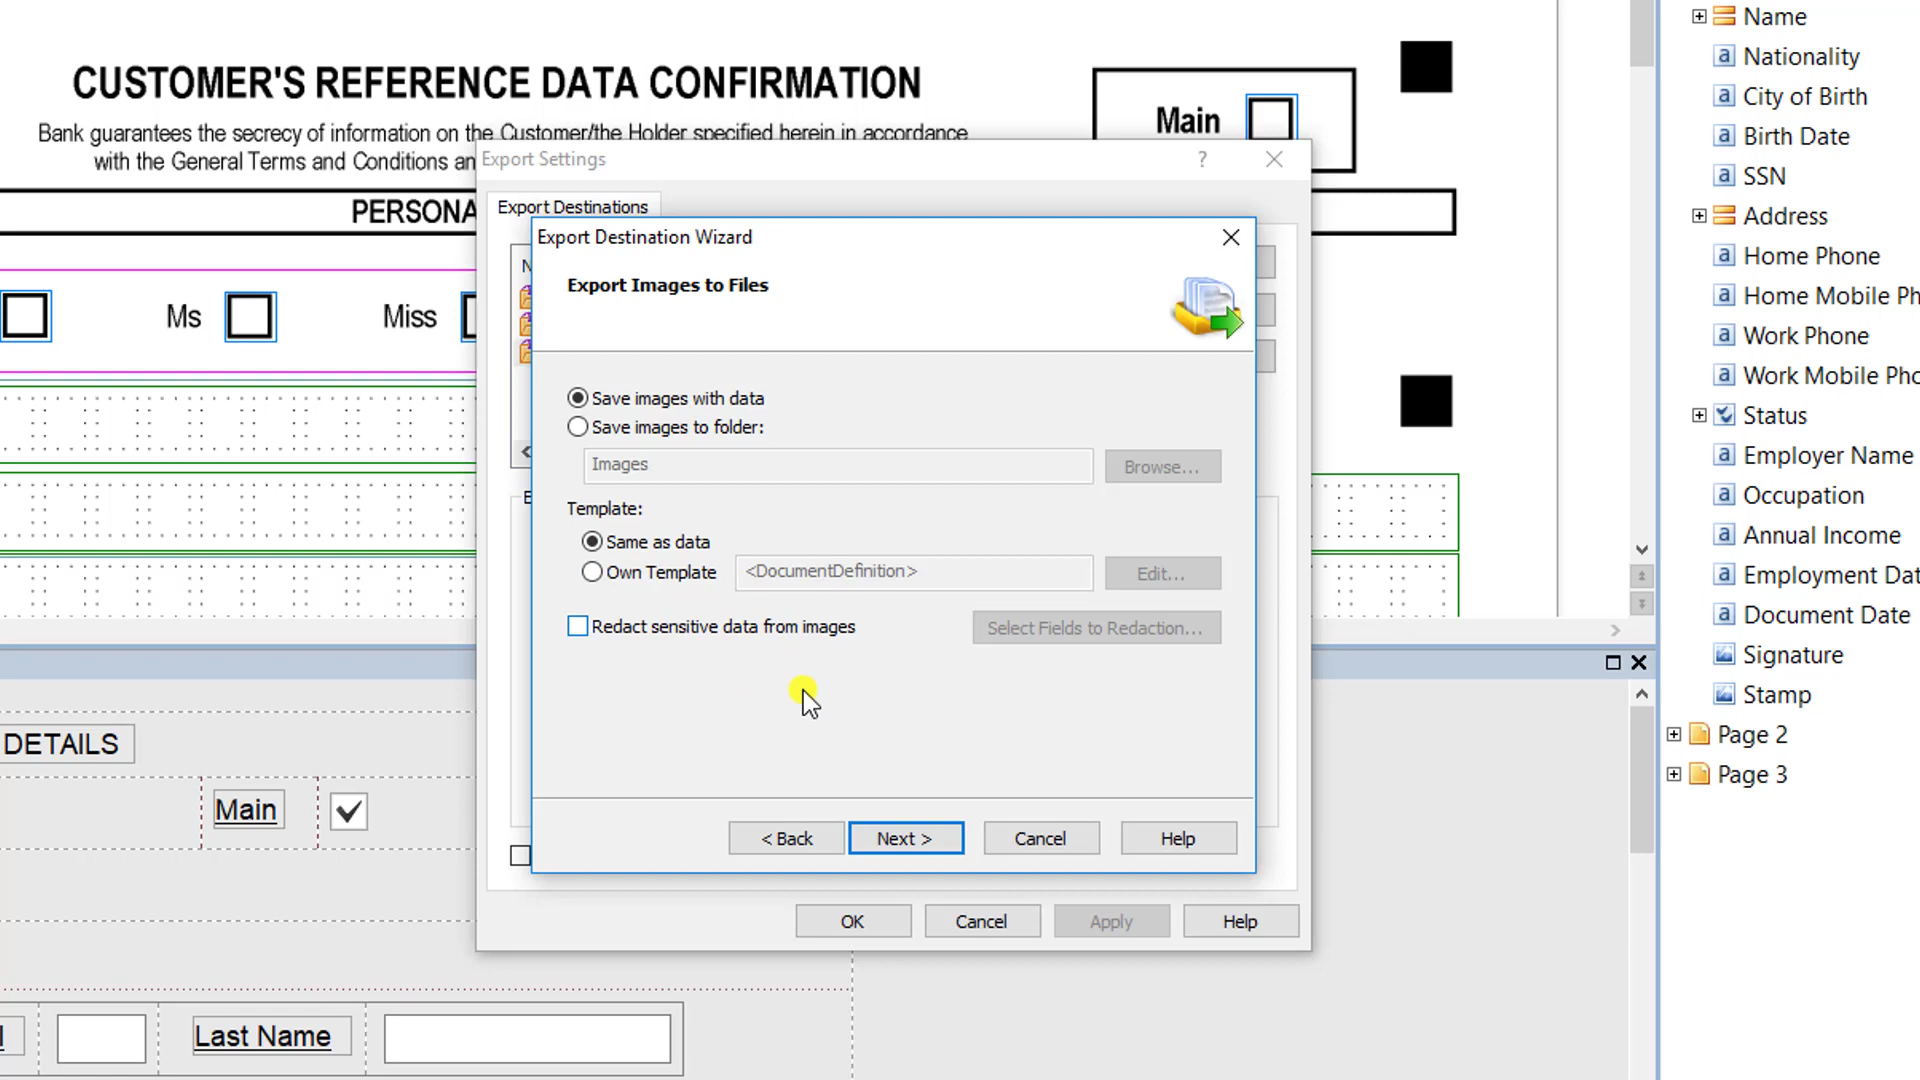 CUSTOMER'S REFERENCE DATA CONFIRMATION
Bank guarantees the secrecy of information on the Customer/the Holder specified herein in accordance
with the General Terms and Conditions an
Main
PERSONA
Ms
Miss
Export Settings
?
Export Destinations
Export Destination Wizard
Export Images to Files
Save images with data
Save images to folder:
Images
Browse...
Template:
Same as data
Own Template
<DocumentDefinition>
Edit...
Redact sensitive data from images
Select Fields to Redaction...
< Back
Next >
Cancel
Help
OK
Cancel
Apply
Help
DETAILS
Main
Last Name
Name
Nationality
City of Birth
Birth Date
SSN
Address
Home Phone
Home Mobile Ph
Work Phone
Work Mobile Pho
Status
Employer Name
Occupation
Annual Income
Employment Dat
Document Date
Signature
Stamp
Page 2
Page 3